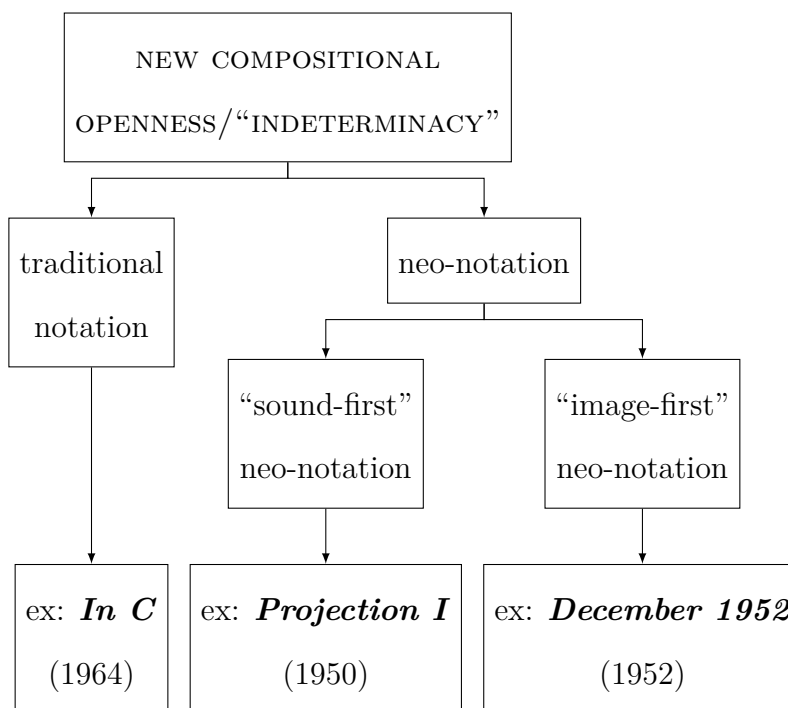 NEW COMPOSITIONAL
OPENNESS/“INDETERMINACY”
traditional
notation
neo-notation
“sound-first”
neo-notation
“image-first”
neo-notation
ex: In C
(1964)
ex: Projection I
(1950)
ex: December 1952
(1952)